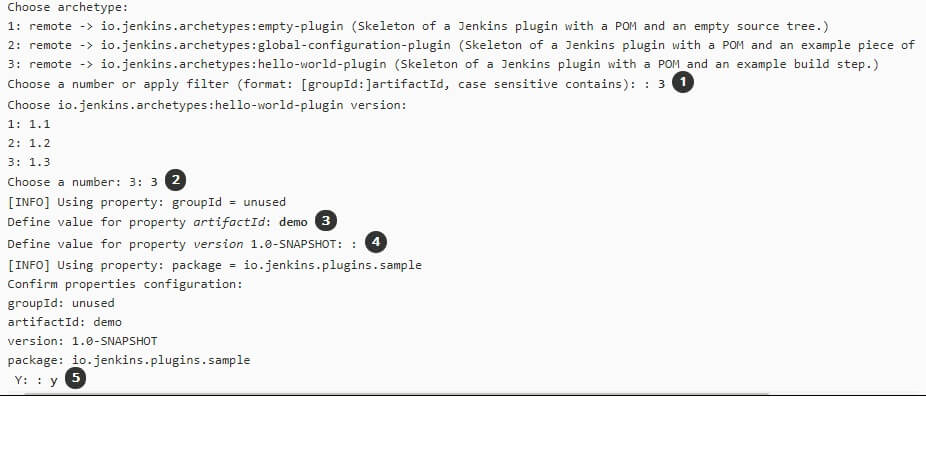 Choose archetype:
1: remote -> io.jenkins.archetypes:empty-plugin (Skeleton of a Jenkins plugin with a POM and an empty source tree.)
2: remote -> io.jenkins.archetypes:global-configuration-plugin (Skeleton of a Jenkins plugin with a POM and an example piece of
3: remote -> io.jenkins.archetypes:hello-world-plugin (Skeleton of a Jenkins plugin with a POM and an example build step.)
Choose a number or apply filter (format: [groupId:]artifactId, case sensitive contains): : 3 1
Choose io.jenkins.archetypes:hello-world-plugin version:
1: 1.1
2: 1.2
3: 1.3
Choose a number: 3: 3 2
[INFO] Using property: groupId = unused
Define value for property artifactId: demo 3
Define value for property version 1.0-SNAPSHOT: : 4
[INFO] Using property: package = io.jenkins.plugins.sample
Confirm properties configuration:
groupId: unused
artifactId: demo
version: 1.0-SNAPSHOT
package: io.jenkins.plugins.sample
Y: : y 5